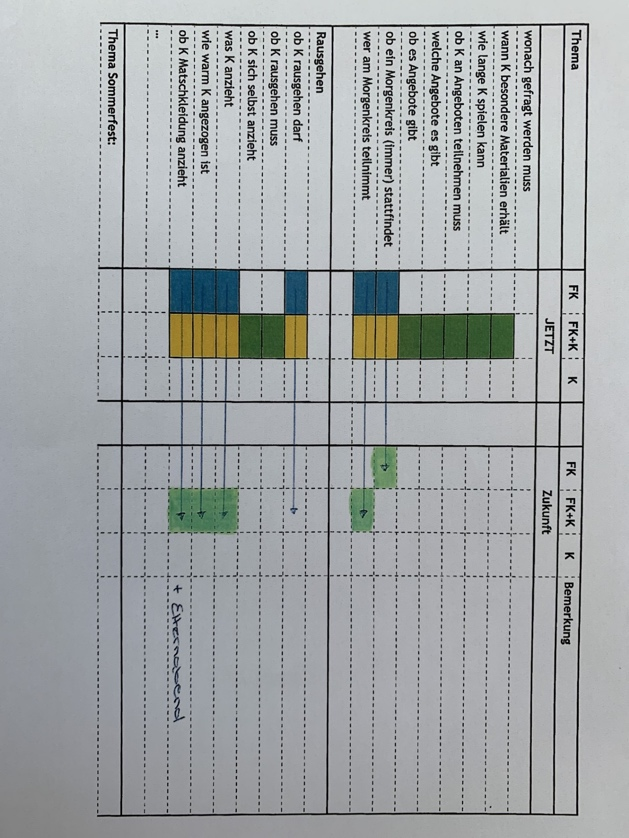 Thema FK FK+K K FK FK+K K Bemerkung
JETZT Zukunft
wonach gefragt werden muss
wann K besondere Materialien erhält
wie lange K spielen kann
ob K an Angeboten teilnehmen muss
welche Angebote es gibt
ob es Angebote gibt
ob ein Morgenkreis (immer) stattfindet
wer am Morgenkreis teilnimmt
Rausgehen
ob K rausgehen darf
ob K rausgehen muss
ob K sich selbst anzieht
was K anzieht
wie warm K angezogen ist
ob K Matschkleidung anzieht + Elternabend
...
Thema Sommerfest: